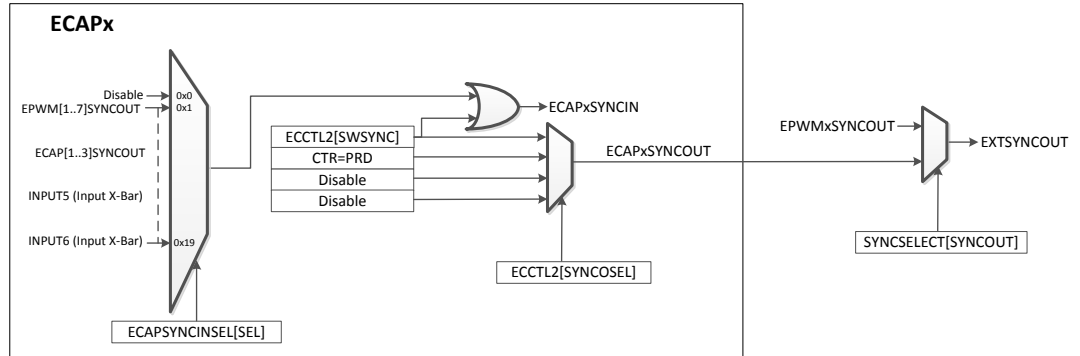 ECAPx
Disable
0x0
EPWM[1..7]SYNCOUT
0x1
ECAP[1..3]SYNCOUT
INPUT5 (Input X-Bar)
INPUT6 (Input X-Bar)
0x19
ECAPSYNCINSEL[SEL]
ECAPxSYNCIN
ECCTL2[SWSYNC]
CTR=PRD
Disable
Disable
ECAPxSYNCOUT
ECCTL2[SYNCOSEL]
EPWMxSYNCOUT
EXTSYNCOUT
SYNCSELECT[SYNCOUT]